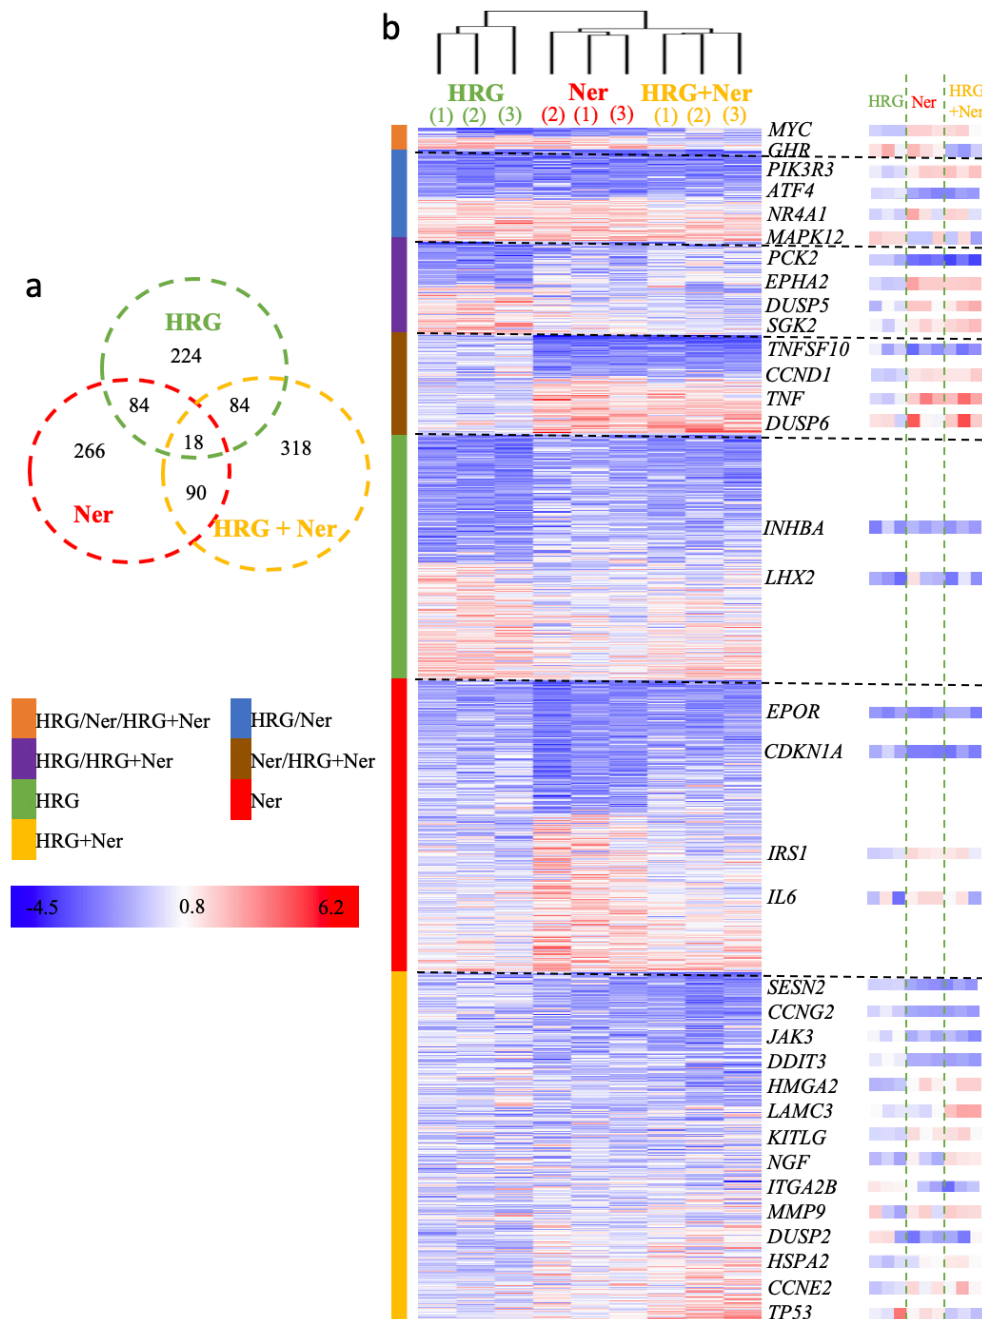 a
HRG
224
84
84
18
266
318
90
Ner
HRG + Ner
HRG/Ner/HRG+Ner
HRG/Ner
HRG/HRG+Ner
Ner/HRG+Ner
HRG
Ner
HRG+Ner
-4.5
0.8
6.2
b
HRG
Ner
HRG+Ner
(1) (2) (3)
(2) (1) (3)
(1) (2) (3)
HRG
Ner
HRG
+Ner
MYC
GHR
PIK3R3
ATF4
NR4A1
MAPK12
PCK2
EPHA2
DUSP5
SGK2
TNFSF10
CCND1
TNF
DUSP6
INHBA
LHX2
EPOR
CDKN1A
IRS1
IL6
SESN2
CCNG2
JAK3
DDIT3
HMGA2
LAMC3
KITLG
NGF
ITGA2B
MMP9
DUSP2
HSPA2
CCNE2
TP53